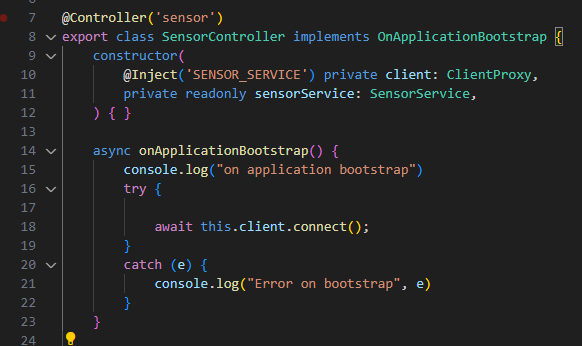 7 @Controller('sensor')
8 export class SensorController implements OnApplicationBootstrap {
9     constructor(
10         @Inject('SENSOR_SERVICE') private client: ClientProxy,
11         private readonly sensorService: SensorService,
12     ) { }
13
14     async onApplicationBootstrap() {
15         console.log("on application bootstrap")
16         try {
17
18             await this.client.connect();
19         }
20         catch (e) {
21             console.log("Error on bootstrap", e)
22         }
23     }
24